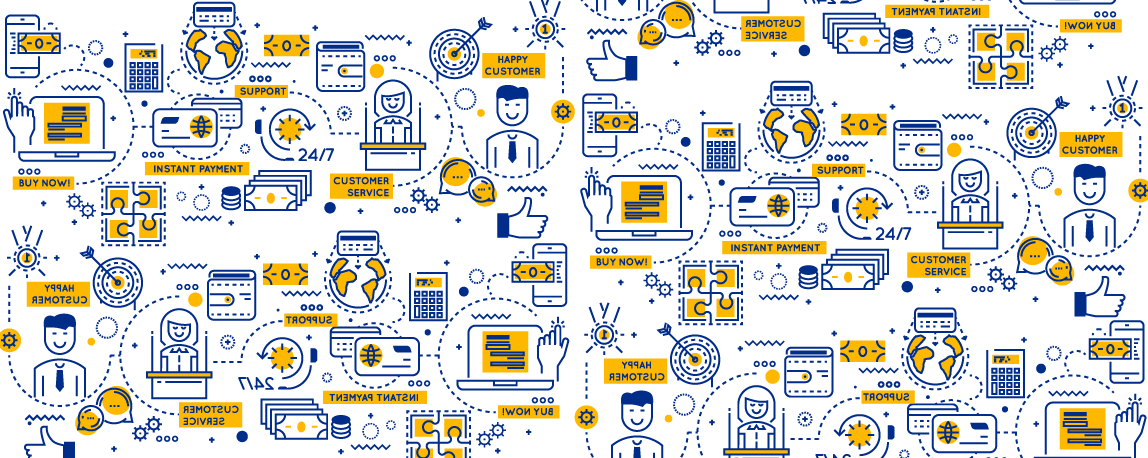 CUSTOMER
SERVICE
INSTANT PAYMENT
BUY NOW!
HAPPY
CUSTOMER
SUPPORT
24/7
INSTANT PAYMENT
BUY NOW!
CUSTOMER
SERVICE
HAPPY
CUSTOMER
SUPPORT
24/7
INSTANT PAYMENT
BUY NOW!
CUSTOMER
SERVICE
HAPPY
CUSTOMER
SUPPORT
24/7
INSTANT PAYMENT
BUY NOW!
CUSTOMER
SERVICE
HAPPY
CUSTOMER
SUPPORT